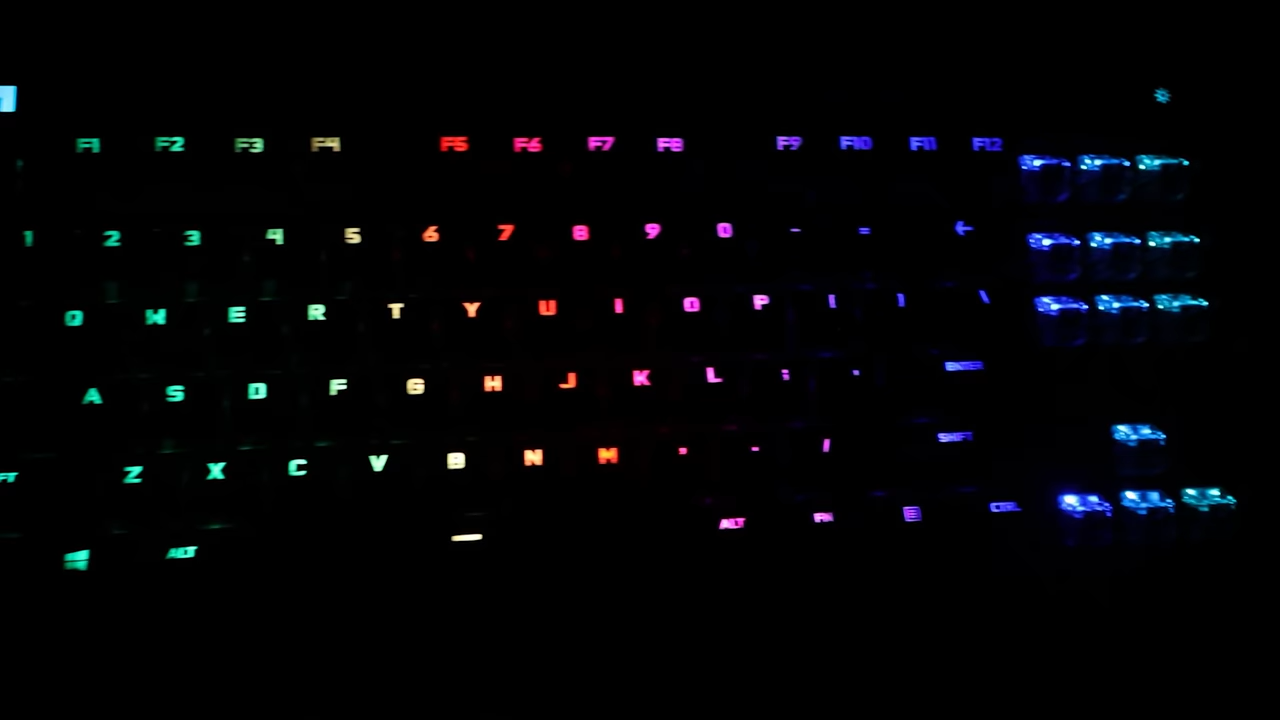 F1 F2 F3 F4 F5 F6 F7 F8 F9 F10 F11 F12
1 2 3 4 5 6 7 8 9 0 - = ←
Q W E R T Y U I O P [ ] \
A S D F G H J K L ; ' ENTER
FT Z X C V B N M , . / SHIFT
ALT ALT FN CTRL